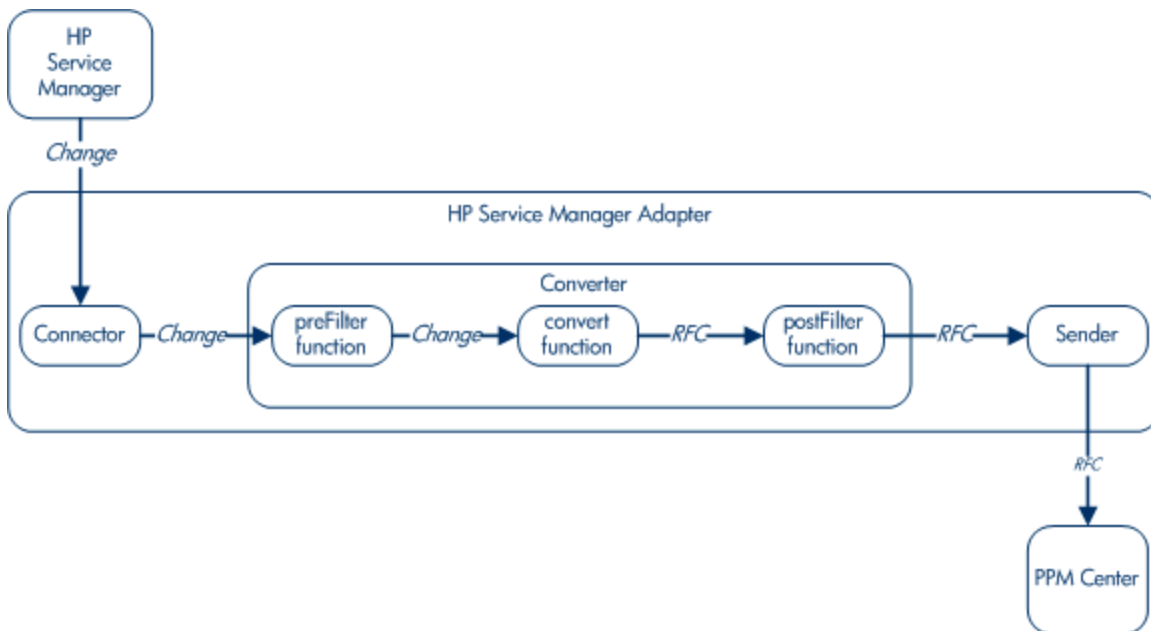 HP
Service
Manager
Change
HP Service Manager Adapter
Converter
Connector
Change
preFilter
function
Change
convert
function
RFC
postFilter
function
RFC
Sender
RFC
PPM Center